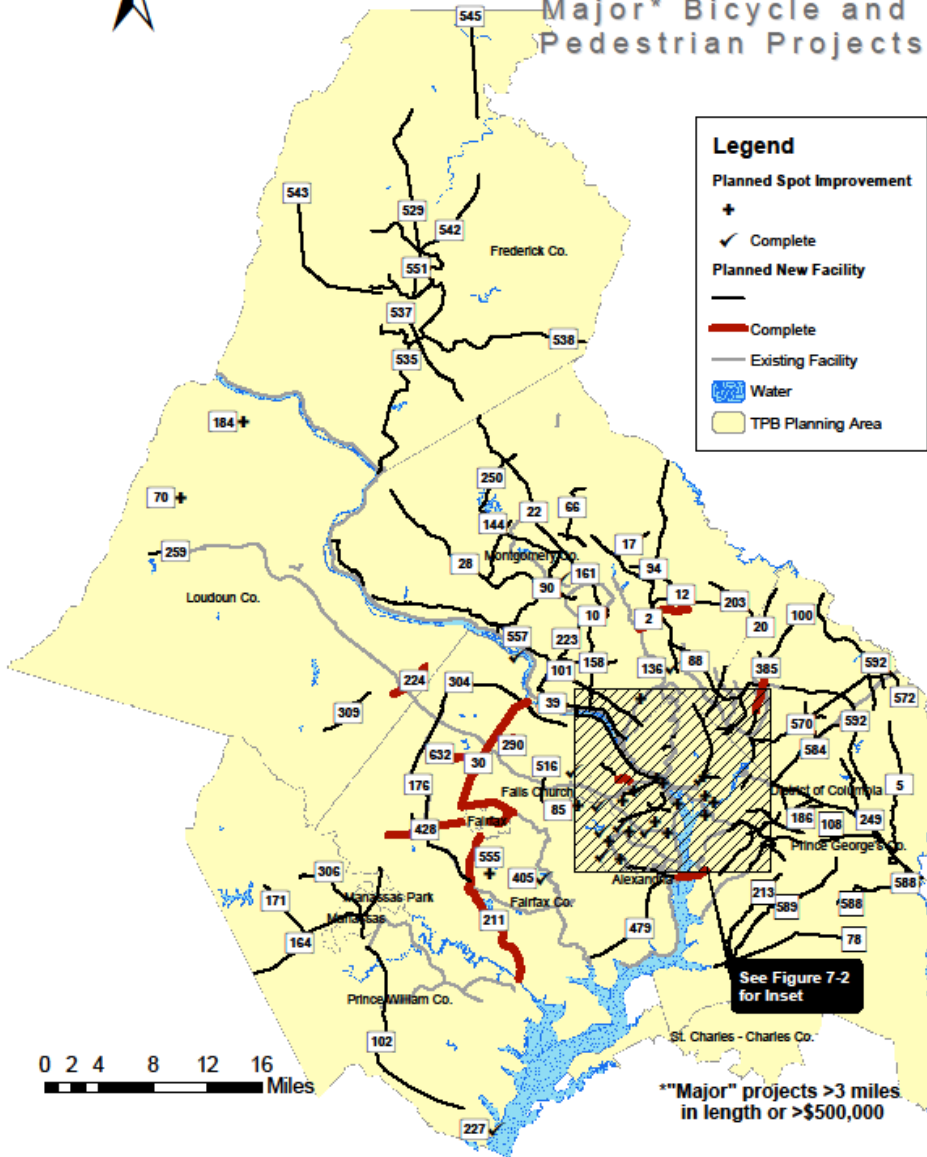 Major* Bicycle and
Pedestrian Projects
545
Legend
Planned Spot Improvement
Complete
Planned New Facility
Complete
Existing Facility
Water
TPB Planning Area
543
529
542
Frederick Co.
551
537
538
535
184
250
70
22
66
144
17
259
Montgomery Co.
28
94
161
90
12
Loudoun Co.
203
10
2
100
20
557
223
158
136
88
592
101
385
224
304
572
39
309
592
570
290
632
584
30
516
176
Falls Church
District of Columbia
5
85
186
108
249
428
Fairfax
Prince George's Co.
555
306
405
Alexandria
588
Manassas Park
213
171
Fairfax Co.
589
588
Manassas
211
479
164
78
See Figure 7-2
for Inset
Prince William Co.
St. Charles - Charles Co.
102
0 2 4 8 12 16
Miles
*"Major" projects >3 miles
in length or >$500,000
227